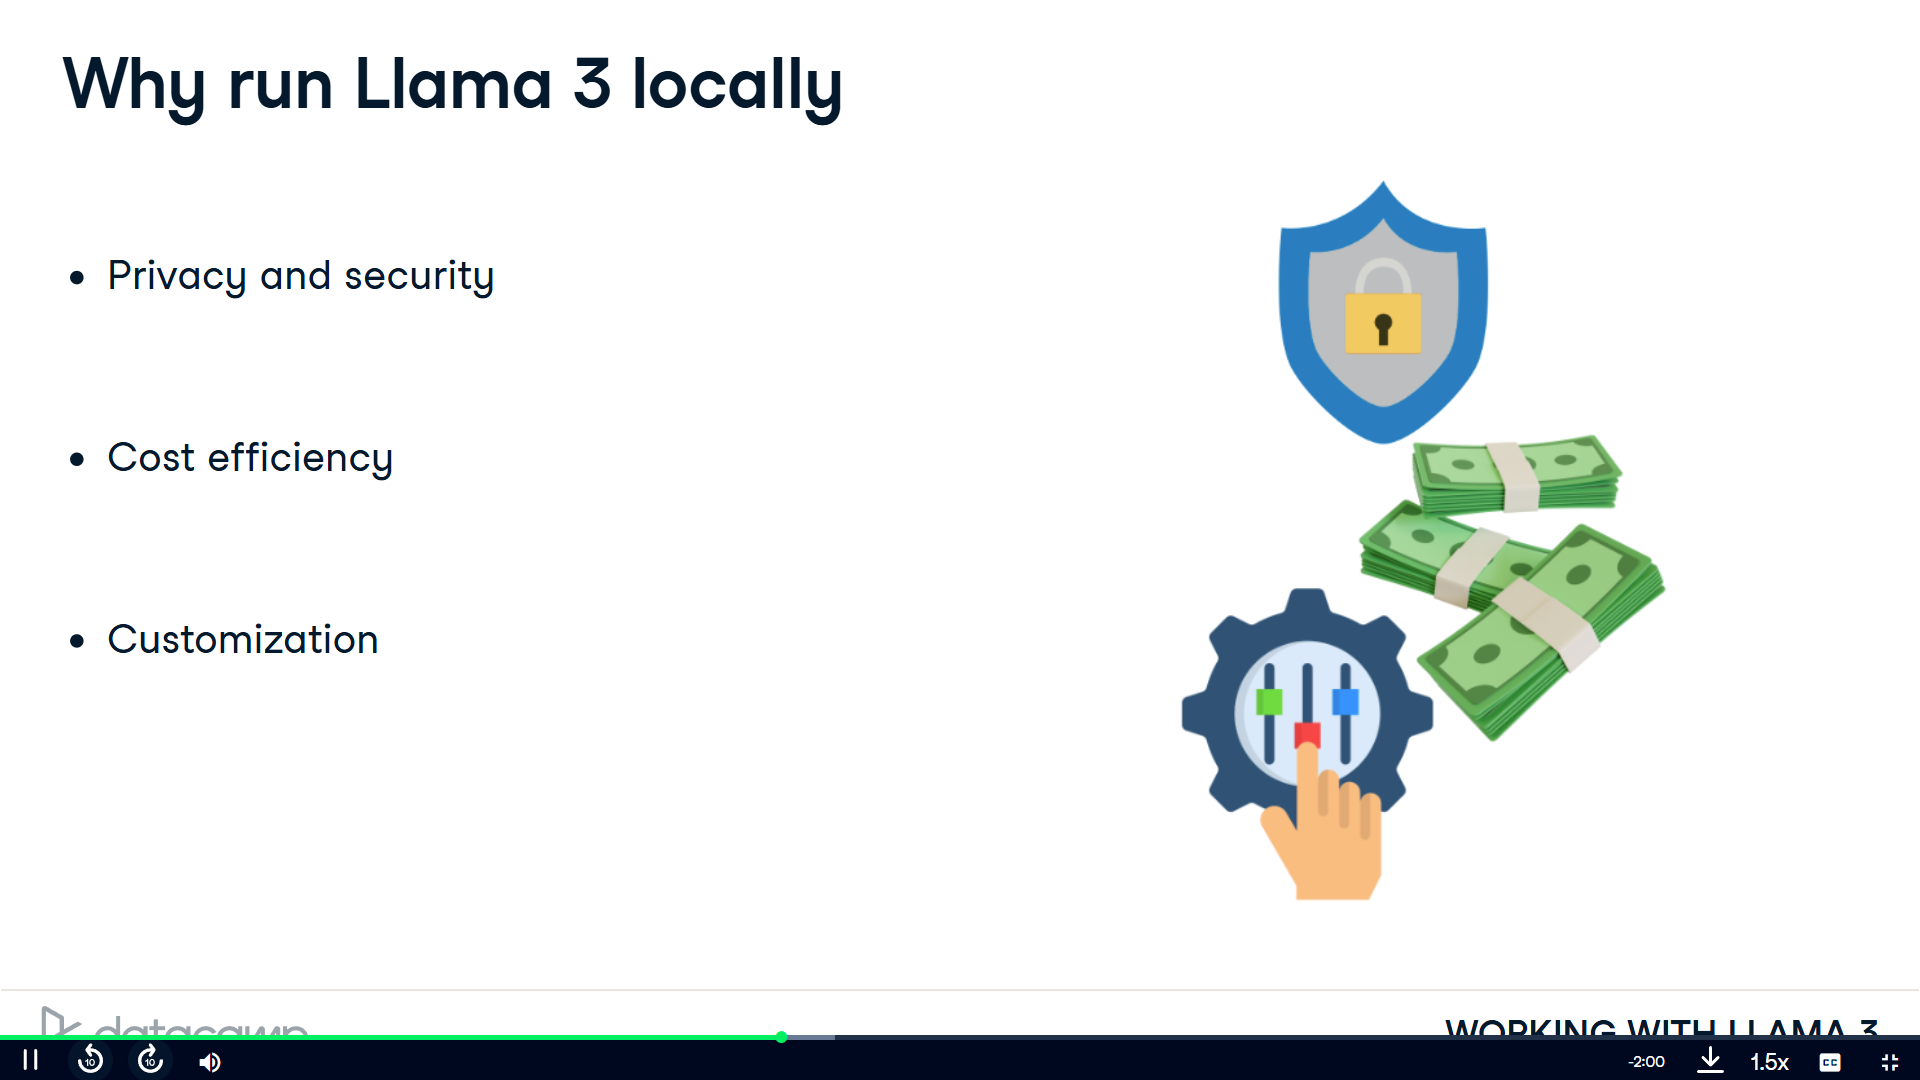 Why run Llama 3 locally
• Privacy and security
• Cost efficiency
• Customization
datacamp
WORKING WITH LLAMA 3
10
10
-2:00
1.5x
CC